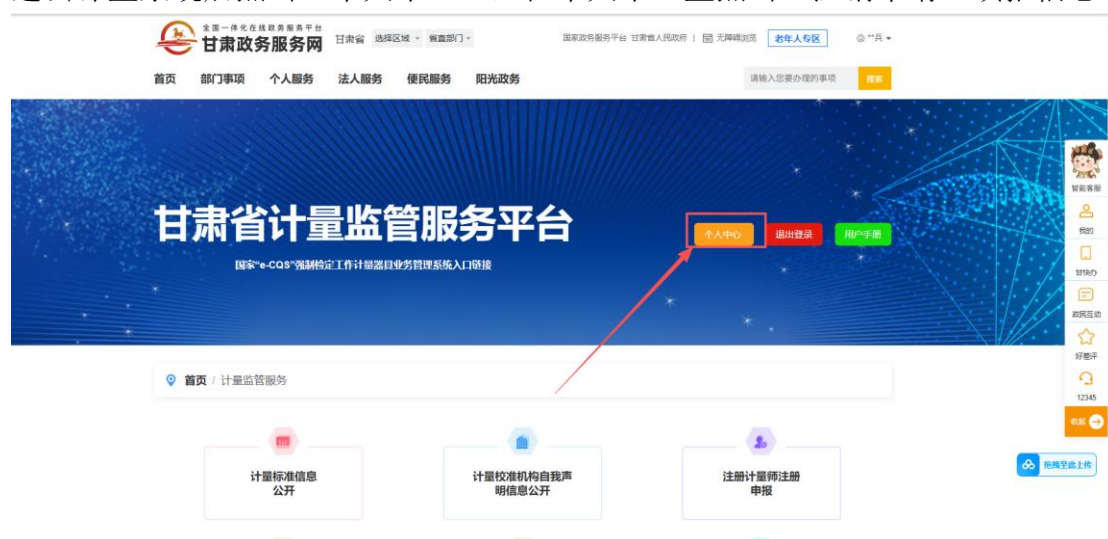 全国一体化在线政务服务平台
甘肃政务服务网
甘肃省 选择区域 省直部门
国家政务服务平台 甘肃省人民政府 | 无障碍浏览 老年人专区 **兵
首页 部门事项 个人服务 法人服务 便民服务 阳光政务
请输入您要办理的事项 搜索
甘肃省计量监管服务平台
国家“e-CQS”强制检定工作计量器具业务管理系统入口链接
个人中心 退出登录 用户手册
智能客服
我的
甘快办
政民互动
好差评
12345
收起
首页 / 计量监管服务
计量标准信息
公开
计量校准机构自我声
明信息公开
注册计量师注册
申报
拖拽至此上传